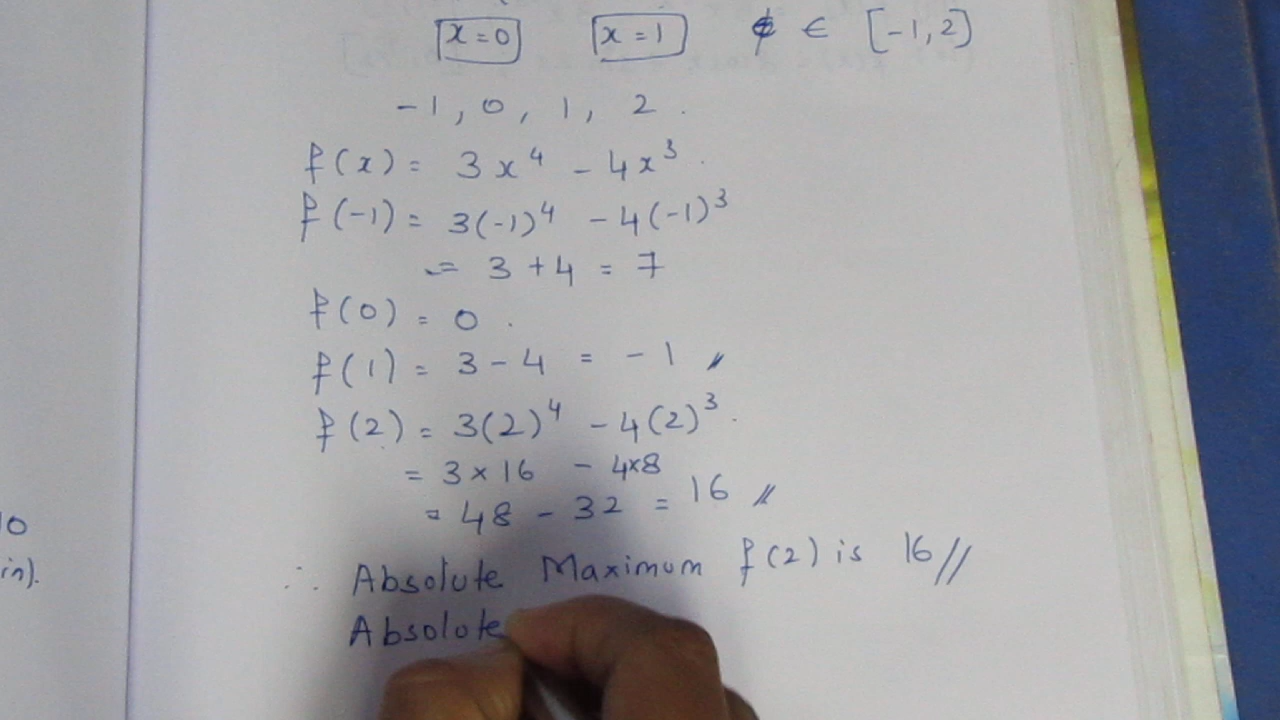 x=0 x=1 ∈ [-1,2]
-1, 0, 1, 2.
f(x) = 3x⁴ - 4x³.
f(-1) = 3(-1)⁴ - 4(-1)³
= 3+4 = 7
f(0) = 0.
f(1) = 3-4 = -1 //
f(2) = 3(2)⁴ - 4(2)³.
= 3×16 - 4×8
= 48 - 32 = 16 //
∴ Absolute Maximum f(2) is 16//
Absolute
10
in).